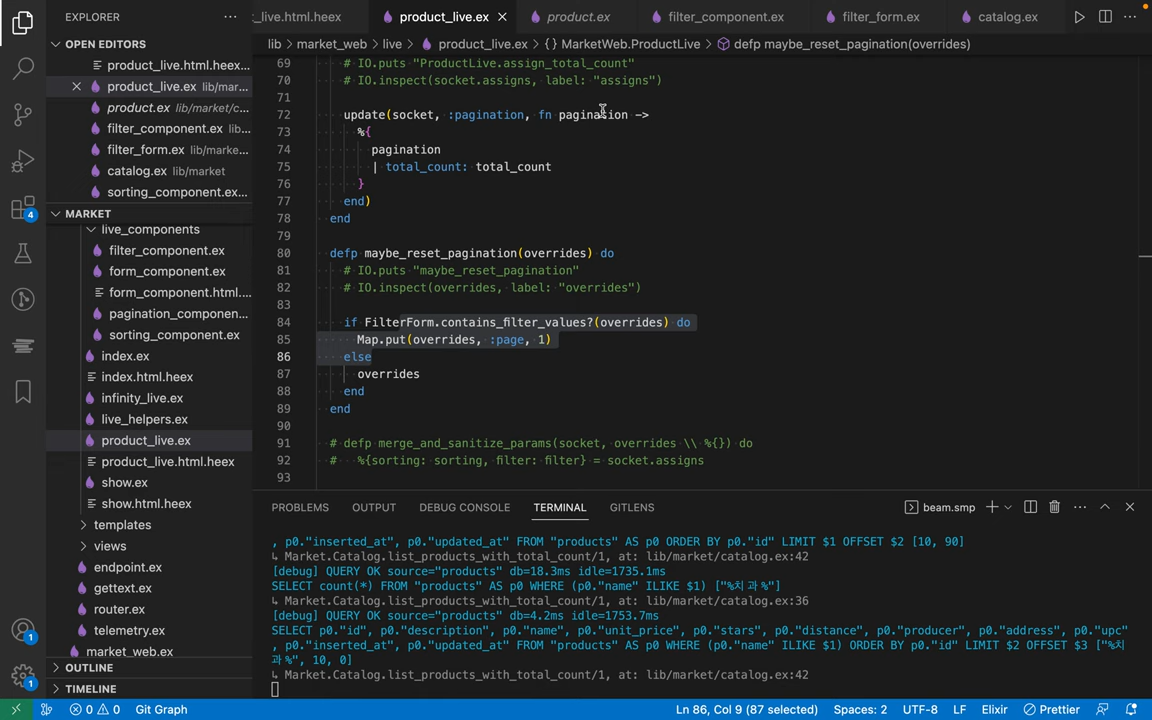 EXPLORER
_live.html.heex
product_live.ex
product.ex
filter_component.ex
filter_form.ex
catalog.ex
lib > market_web > live > product_live.ex > {} MarketWeb.ProductLive > defp maybe_reset_pagination(overrides)
OPEN EDITORS
product_live.html.heex...
product_live.ex lib/mar...
product.ex lib/market/c...
filter_component.ex lib...
filter_form.ex lib/marke...
catalog.ex lib/market
sorting_component.ex...
MARKET
live_components
filter_component.ex
form_component.ex
form_component.html....
pagination_componen...
sorting_component.ex
index.ex
index.html.heex
infinity_live.ex
live_helpers.ex
product_live.ex
product_live.html.heex
show.ex
show.html.heex
templates
views
endpoint.ex
gettext.ex
router.ex
telemetry.ex
market_web.ex
OUTLINE
TIMELINE
4
1
1
69 # IO.puts "ProductLive.assign_total_count"
70 # IO.inspect(socket.assigns, label: "assigns")
71
72 update(socket, :pagination, fn pagination ->
73 %{
74 pagination
75 | total_count: total_count
76 }
77 end)
78 end
79
80 defp maybe_reset_pagination(overrides) do
81 # IO.puts "maybe_reset_pagination"
82 # IO.inspect(overrides, label: "overrides")
83
84 if FilterForm.contains_filter_values?(overrides) do
85 Map.put(overrides, :page, 1)
86 else
87 overrides
88 end
89 end
90
91 # defp merge_and_sanitize_params(socket, overrides \\ %{}) do
92 # %{sorting: sorting, filter: filter} = socket.assigns
93
PROBLEMS OUTPUT DEBUG CONSOLE TERMINAL GITLENS
beam.smp
, p0."inserted_at", p0."updated_at" FROM "products" AS p0 ORDER BY p0."id" LIMIT $1 OFFSET $2 [10, 90]
↳ Market.Catalog.list_products_with_total_count/1, at: lib/market/catalog.ex:42
[debug] QUERY OK source="products" db=18.3ms idle=1735.1ms
SELECT count(*) FROM "products" AS p0 WHERE (p0."name" ILIKE $1) ["%치과%"]
↳ Market.Catalog.list_products_with_total_count/1, at: lib/market/catalog.ex:36
[debug] QUERY OK source="products" db=4.2ms idle=1753.7ms
SELECT p0."id", p0."description", p0."name", p0."unit_price", p0."stars", p0."distance", p0."producer", p0."address", p0."upc"
, p0."inserted_at", p0."updated_at" FROM "products" AS p0 WHERE (p0."name" ILIKE $1) ORDER BY p0."id" LIMIT $2 OFFSET $3 ["%치
과%", 10, 0]
↳ Market.Catalog.list_products_with_total_count/1, at: lib/market/catalog.ex:42
0 0 Git Graph
Ln 86, Col 9 (87 selected) Spaces: 2 UTF-8 LF Elixir Prettier